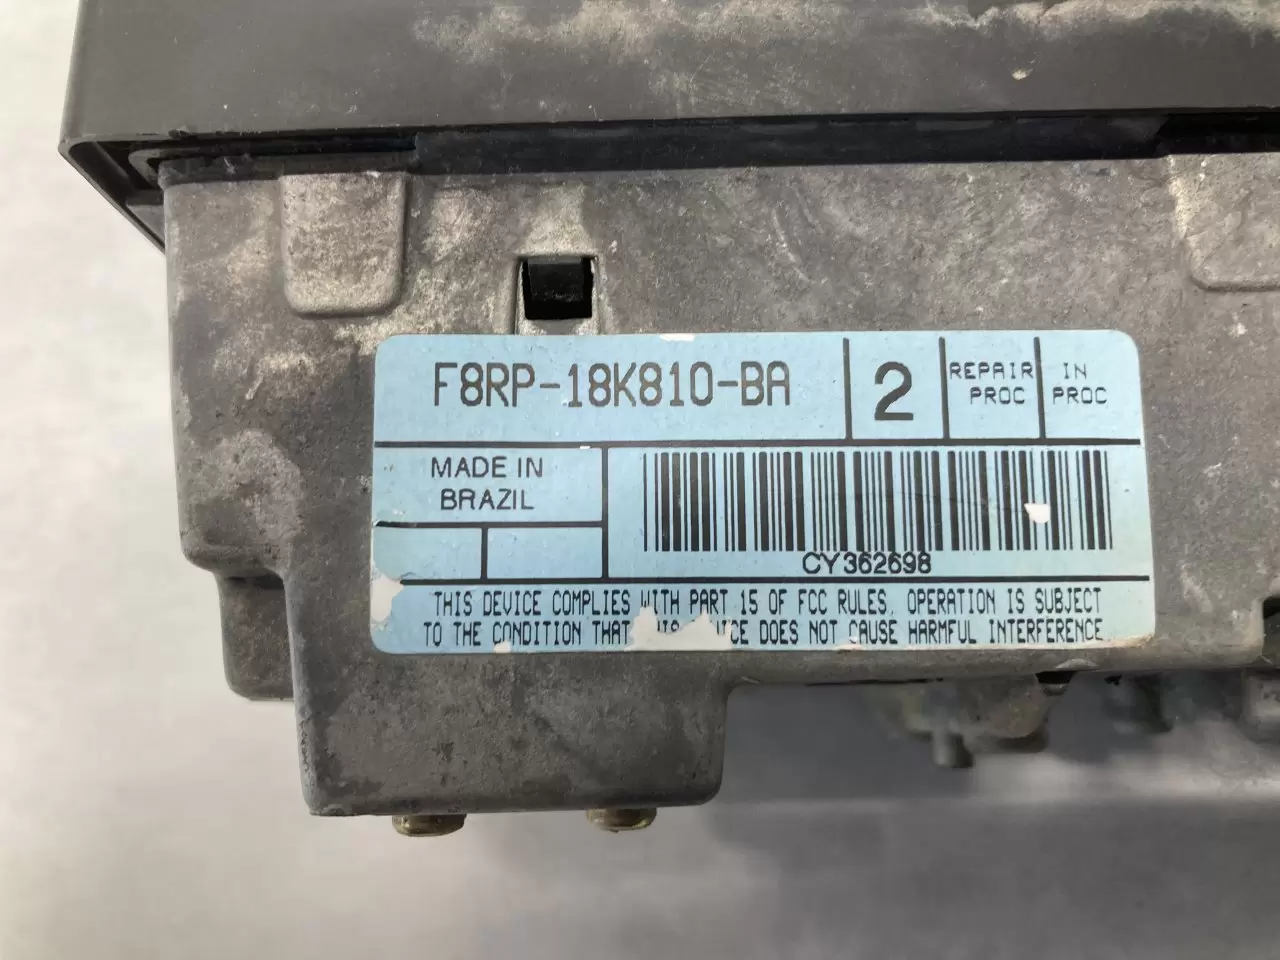 F8RP-18K810-BA
2
REPAIR
PROC
IN
PROC
MADE IN
BRAZIL
CY362698
THIS DEVICE COMPLIES WITH PART 15 OF FCC RULES. OPERATION IS SUBJECT
TO THE CONDITION THAT DOES NOT CAUSE HARMFUL INTERFERENCE